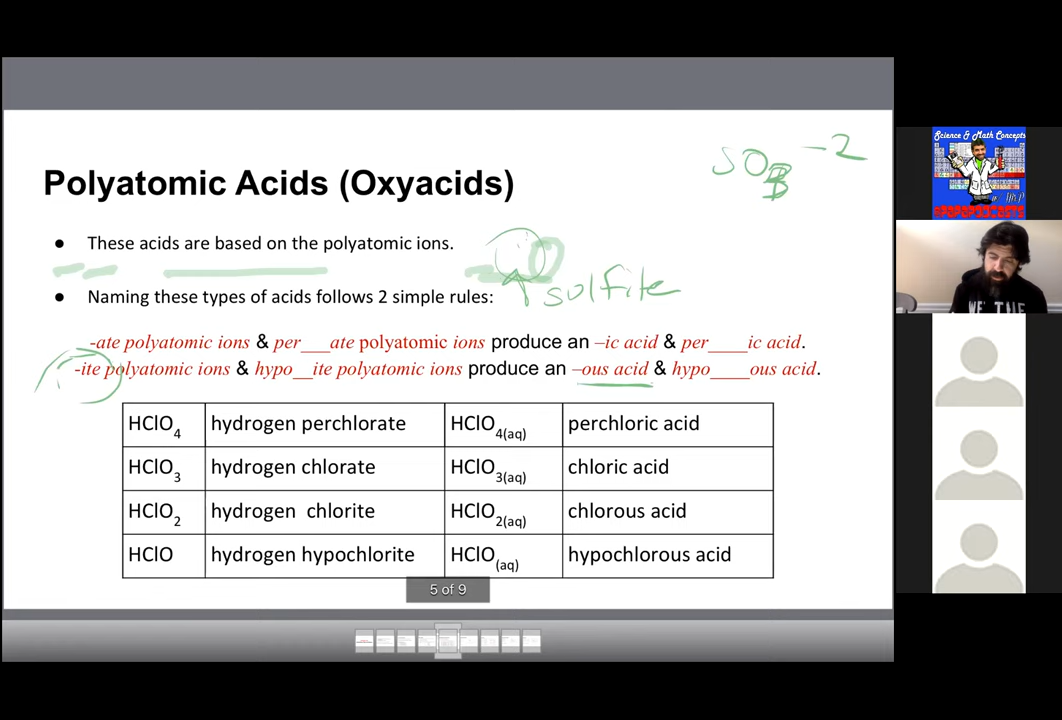 Polyatomic Acids (Oxyacids)
● These acids are based on the polyatomic ions.
sulfite
● Naming these types of acids follows 2 simple rules:
-ate polyatomic ions & per___ate polyatomic ions produce an –ic acid & per____ic acid.
-ite polyatomic ions & hypo__ite polyatomic ions produce an –ous acid & hypo____ous acid.
HClO4 hydrogen perchlorate HClO4(aq) perchloric acid
HClO3 hydrogen chlorate HClO3(aq) chloric acid
HClO2 hydrogen chlorite HClO2(aq) chlorous acid
HClO hydrogen hypochlorite HClO(aq) hypochlorous acid
5 of 9
Science & Math Concepts